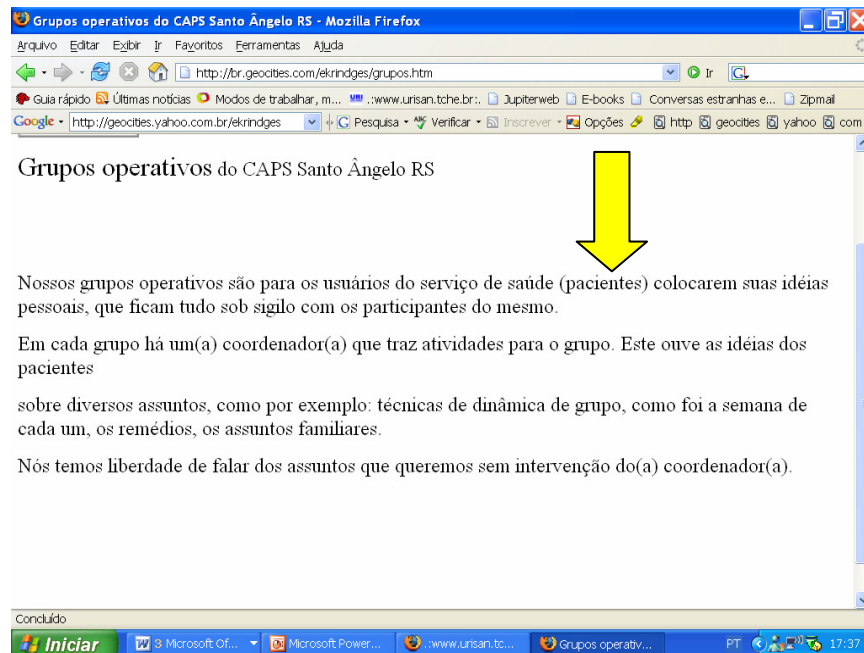 Grupos operativos do CAPS Santo Ângelo RS - Mozilla Firefox
Arquivo Editar Exibir Ir Favoritos Ferramentas Ajuda
http://br.geocities.com/ekrindges/grupos.htm Ir
Guia rápido Últimas notícias Modos de trabalhar, m... .:www.urisan.tche.br:. Jupiterweb E-books Conversas estranhas e... Zipmail
Google http://geocities.yahoo.com.br/ekrindges Pesquisa Verificar Inscrever Opções http geocities yahoo com
Grupos operativos do CAPS Santo Ângelo RS
Nossos grupos operativos são para os usuários do serviço de saúde (pacientes) colocarem suas idéias
pessoais, que ficam tudo sob sigilo com os participantes do mesmo.
Em cada grupo há um(a) coordenador(a) que traz atividades para o grupo. Este ouve as idéias dos
pacientes
sobre diversos assuntos, como por exemplo: técnicas de dinâmica de grupo, como foi a semana de
cada um, os remédios, os assuntos familiares.
Nós temos liberdade de falar dos assuntos que queremos sem intervenção do(a) coordenador(a).
Concluído
Iniciar 3 Microsoft Of... Microsoft Power... .:www.urisan.tc... Grupos operativ... PT 17:37